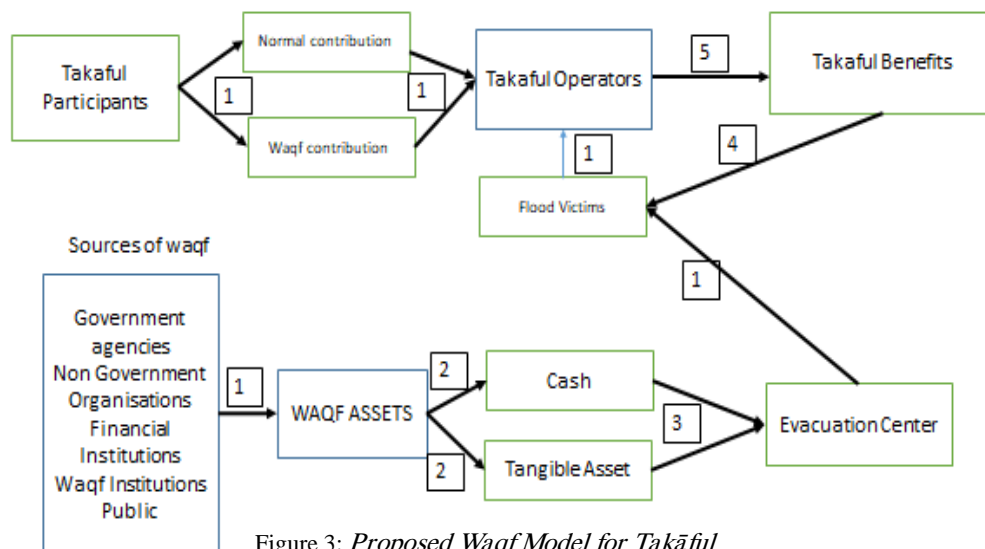 Normal contribution
Takaful
Participants
1
1
Waqf contribution
Takaful Operators
5
Takaful Benefits
1
4
Flood Victims
Sources of waqf
Government
agencies
Non Government
Organisations
Financial
Institutions
Waqf Institutions
Public
1
WAQF ASSETS
2
2
Cash
Tangible Asset
3
Evacuation Center
1
Figure 3: Proposed Waqf Model for Takāful